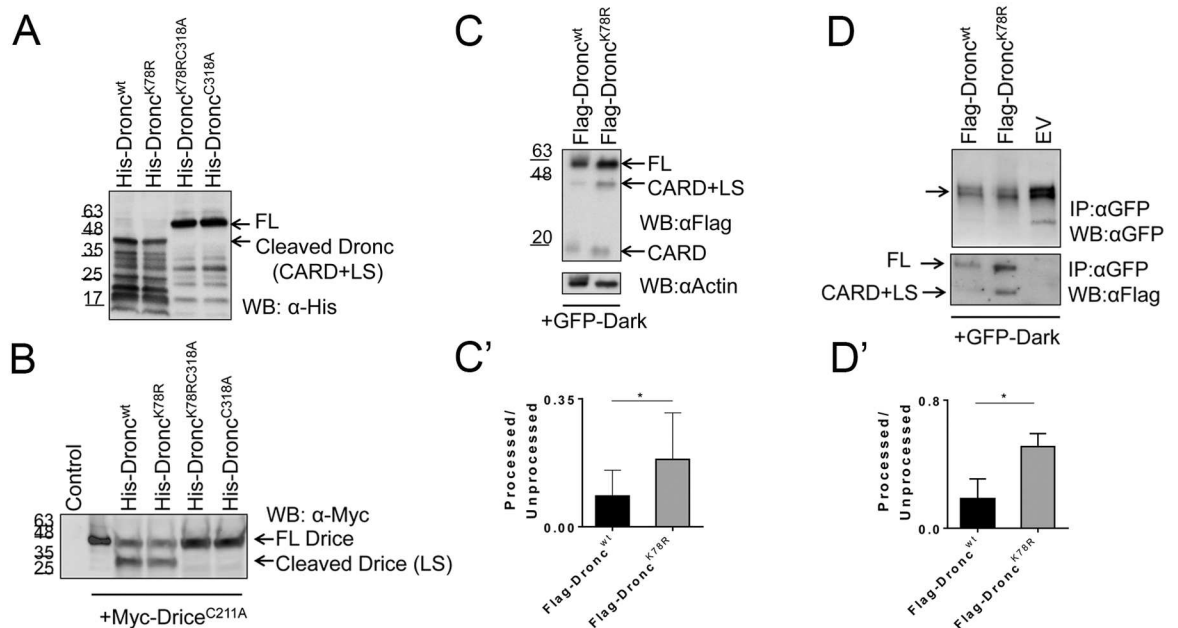 A
His-Dronc^wt
His-Dronc^K78R
His-Dronc^K78RC318A
His-Dronc^C318A
63
48
35
25
17
FL
Cleaved Dronc
(CARD+LS)
WB: α-His
B
Control
His-Dronc^wt
His-Dronc^K78R
His-Dronc^K78RC318A
His-Dronc^C318A
WB: α-Myc
63
48
35
25
FL Drice
Cleaved Drice (LS)
+Myc-Drice^C211A
C
Flag-Dronc^wt
Flag-Dronc^K78R
63
48
20
FL
CARD+LS
WB:αFlag
CARD
WB:αActin
+GFP-Dark
C'
Processed/
Unprocessed
0.35
0.00
*
Flag-Dronc^wt
Flag-Dronc^K78R
D
Flag-Dronc^wt
Flag-Dronc^K78R
EV
IP:αGFP
WB:αGFP
FL
CARD+LS
IP:αGFP
WB:αFlag
+GFP-Dark
D'
Processed/
Unprocessed
0.8
0.0
*
Flag-Dronc^wt
Flag-Dronc^K78R